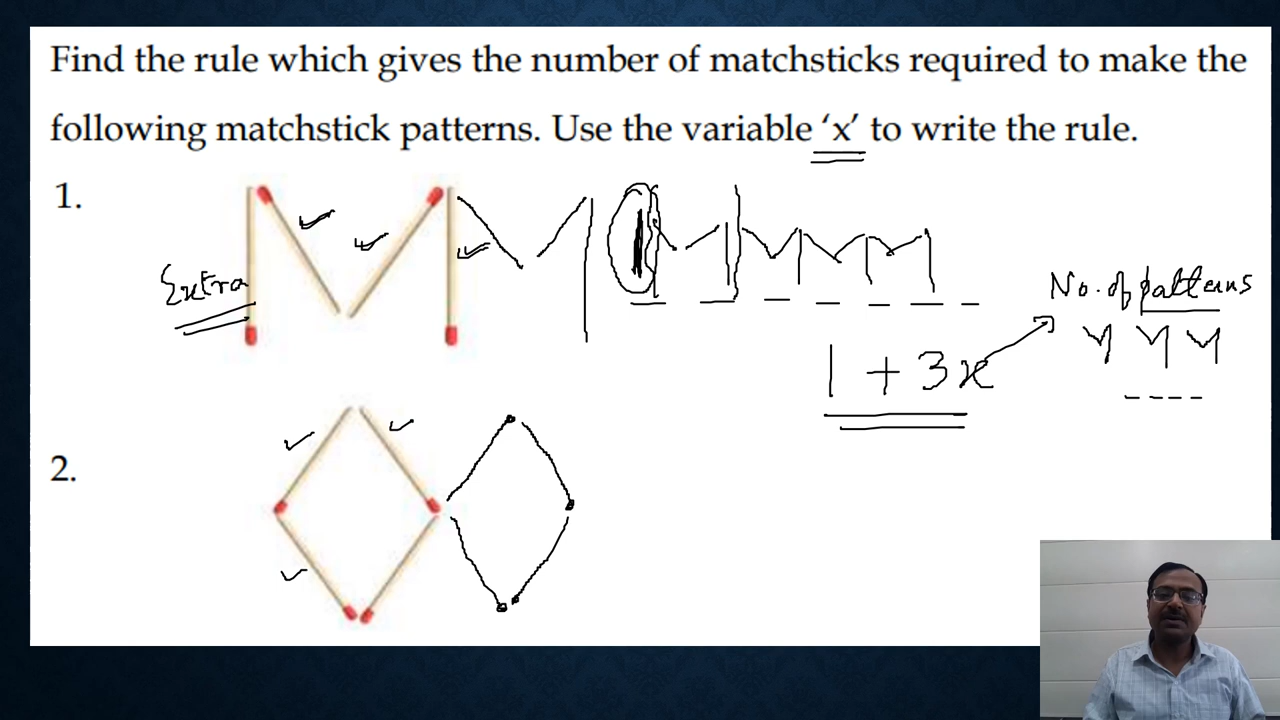 Find the rule which gives the number of matchsticks required to make the
following matchstick patterns. Use the variable ‘x’ to write the rule.
1.
Extra
No. of patterns
1 + 3x
2.